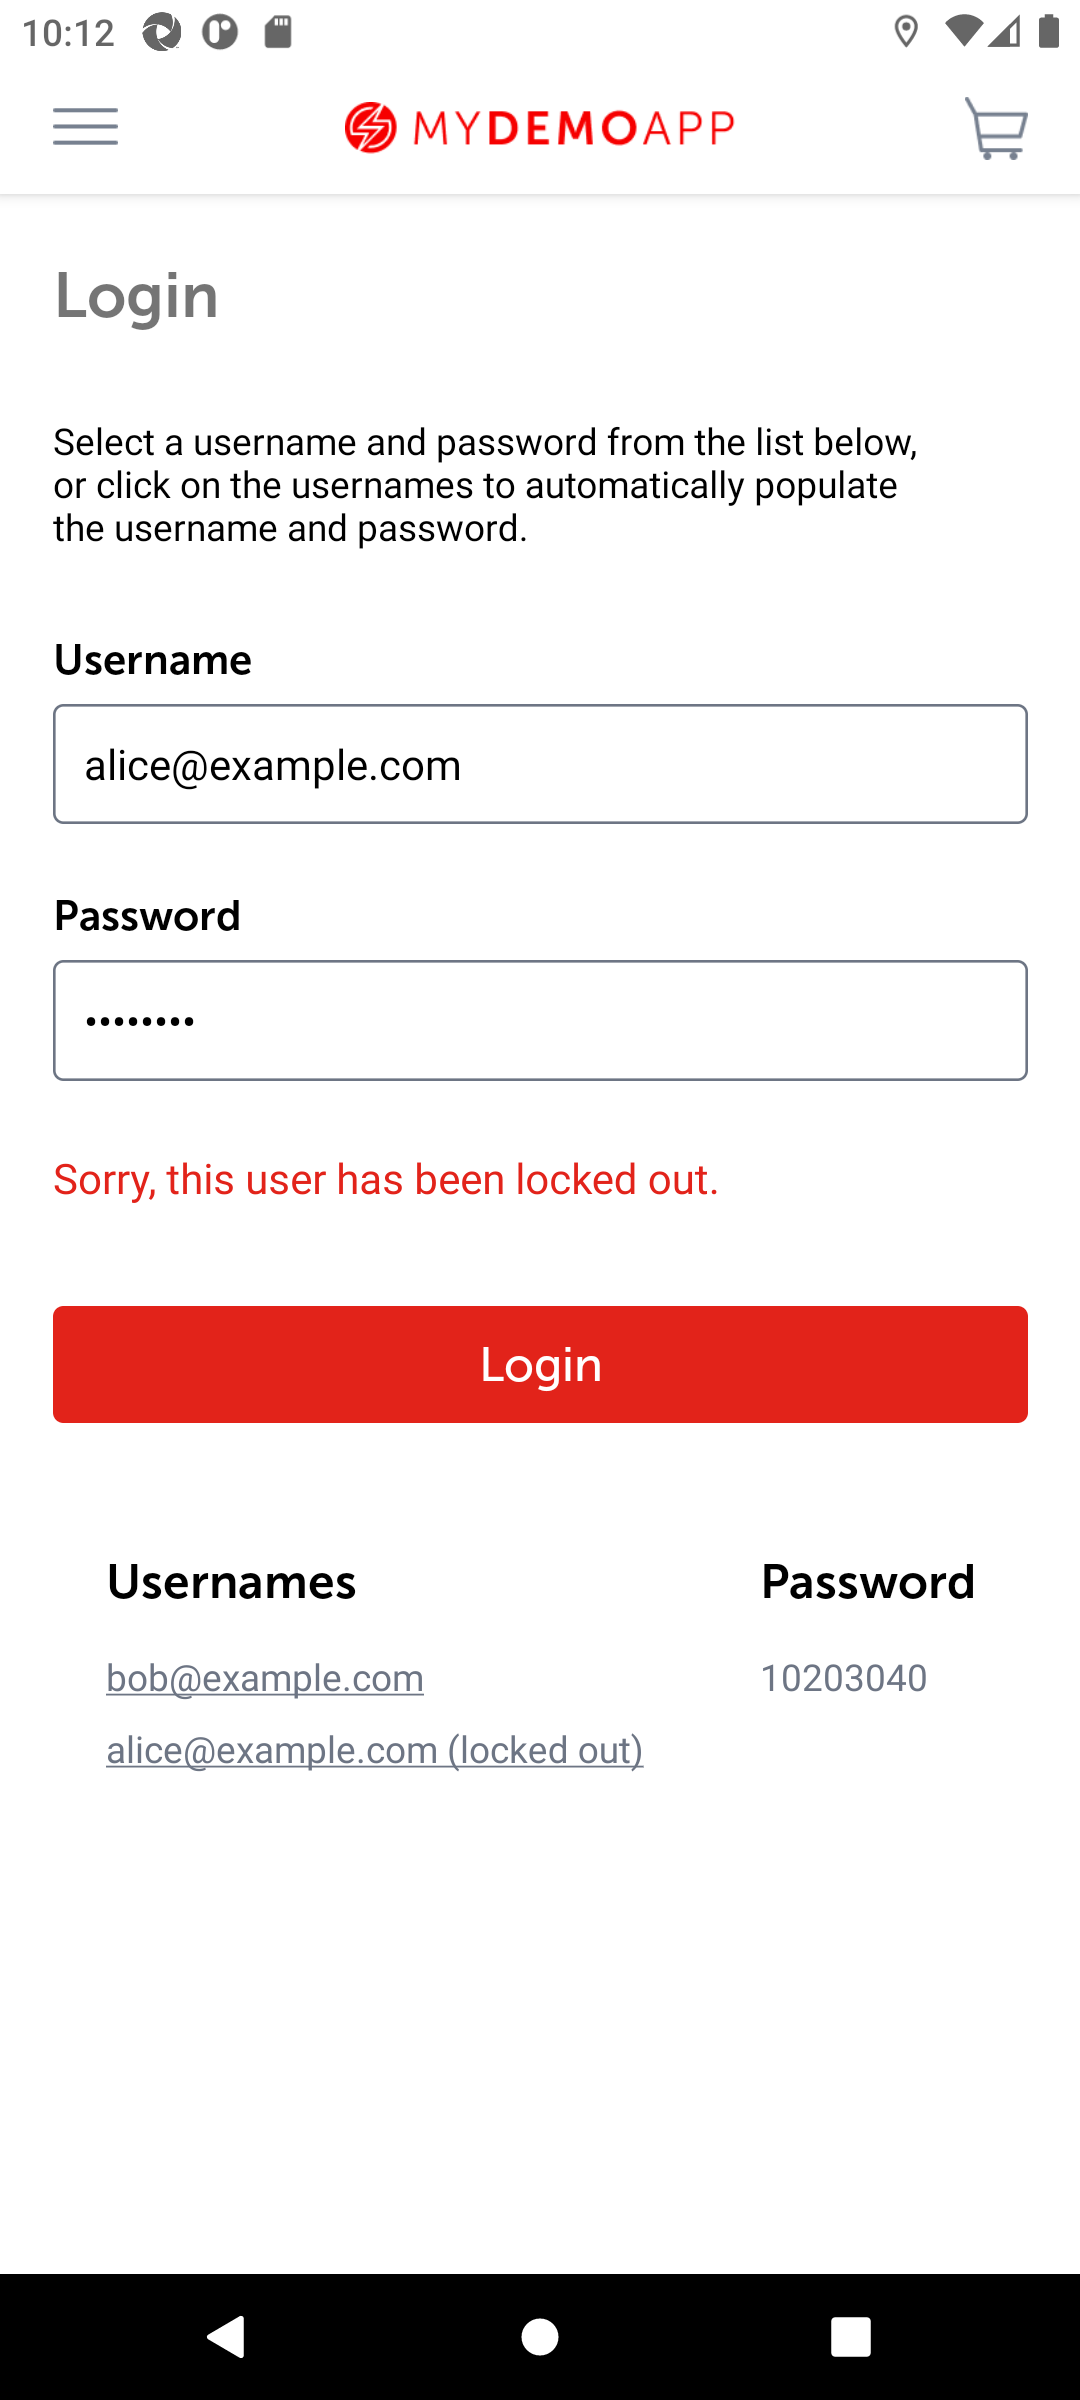 10:12
MYDEMOAPP
Login
Select a username and password from the list below,
or click on the usernames to automatically populate
the username and password.
Username
alice@example.com
Password
••••••••
Sorry, this user has been locked out.
Login
Usernames Password
bob@example.com 10203040
alice@example.com (locked out)